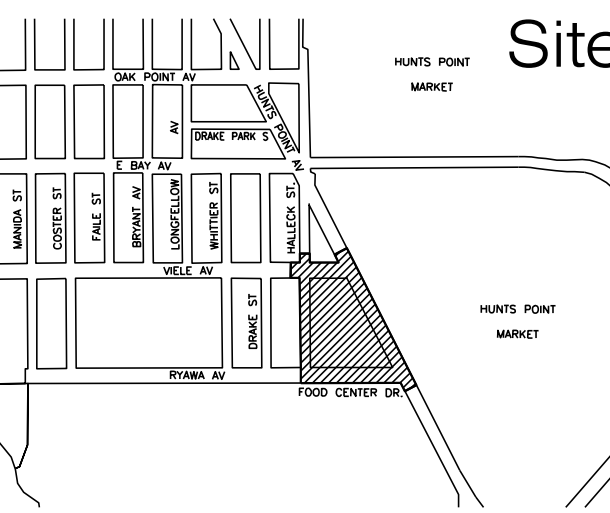 Site
HUNTS POINT
MARKET
OAK POINT AV
HUNTS POINT AV
AV
DRAKE PARK S
E BAY AV
MANIDA ST
COSTER ST
FAILE ST
BRYANT AV
LONGFELLOW
WHITTIER ST
HALLECK ST.
VIELE AV
DRAKE ST
HUNTS POINT
MARKET
RYAWA AV
FOOD CENTER DR.